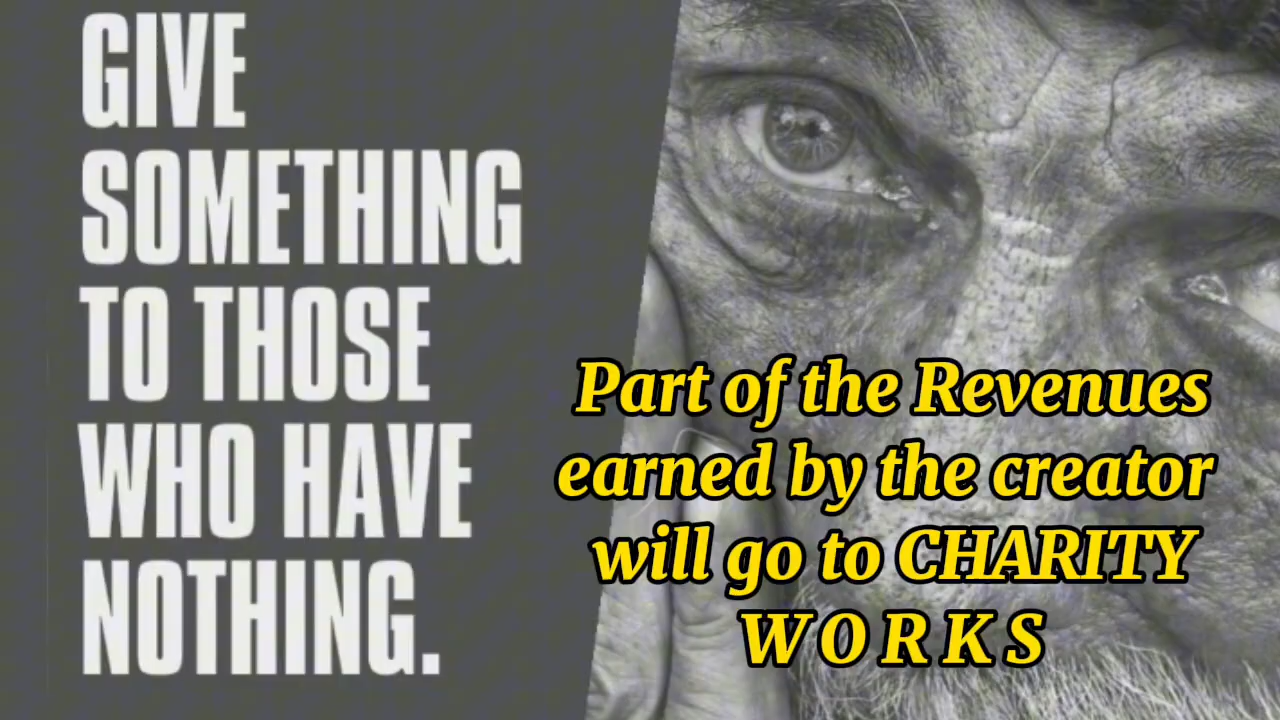 GIVE
SOMETHING
TO THOSE
WHO HAVE
NOTHING.
Part of the Revenues
earned by the creator
will go to CHARITY
WORKS